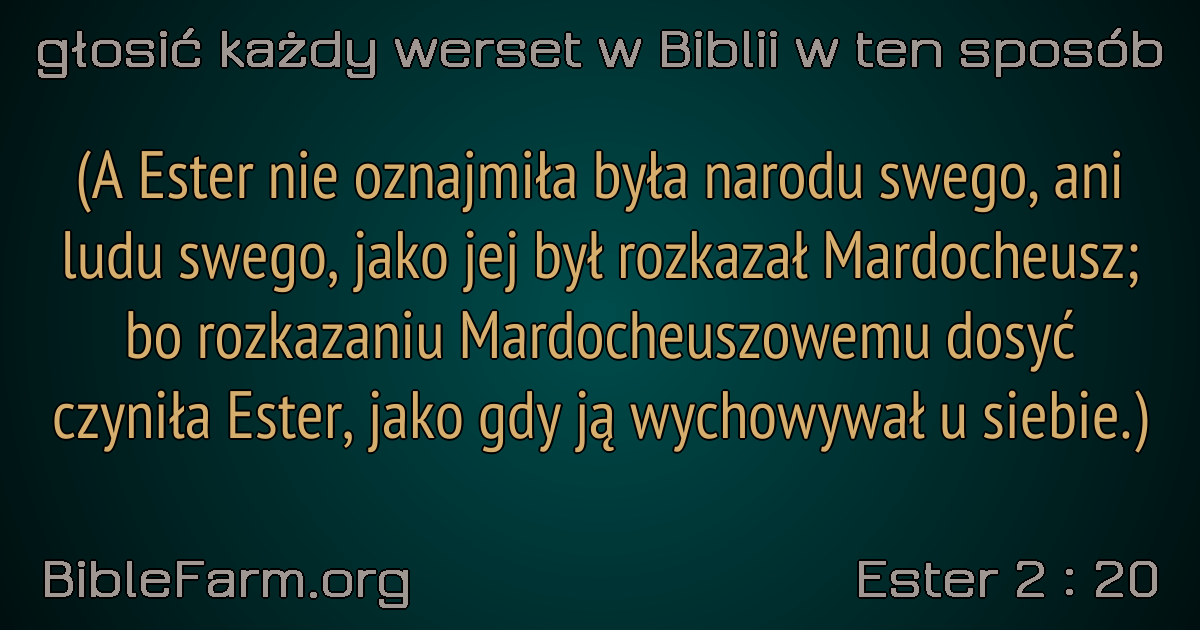 głosić każdy werset w Biblii w ten sposób
(A Ester nie oznajmiła była narodu swego, ani
ludu swego, jako jej był rozkazał Mardocheusz;
bo rozkazaniu Mardocheuszowemu dosyć
czyniła Ester, jako gdy ją wychowywał u siebie.)
BibleFarm.org
Ester 2 : 20